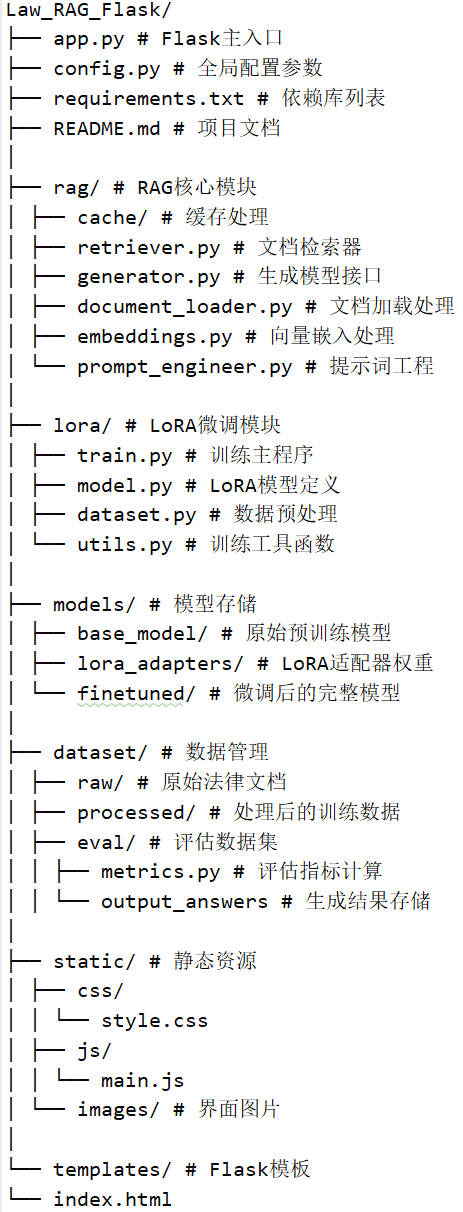 Law_RAG_Flask/
├── app.py # Flask主入口
├── config.py # 全局配置参数
├── requirements.txt # 依赖库列表
├── README.md # 项目文档
│
├── rag/ # RAG核心模块
│ ├── cache/ # 缓存处理
│ ├── retriever.py # 文档检索器
│ ├── generator.py # 生成模型接口
│ ├── document_loader.py # 文档加载处理
│ ├── embeddings.py # 向量嵌入处理
│ └── prompt_engineer.py # 提示词工程
│
├── lora/ # LoRA微调模块
│ ├── train.py # 训练主程序
│ ├── model.py # LoRA模型定义
│ ├── dataset.py # 数据预处理
│ └── utils.py # 训练工具函数
│
├── models/ # 模型存储
│ ├── base_model/ # 原始预训练模型
│ ├── lora_adapters/ # LoRA适配器权重
│ └── finetuned/ # 微调后的完整模型
│
├── dataset/ # 数据管理
│ ├── raw/ # 原始法律文档
│ ├── processed/ # 处理后的训练数据
│ ├── eval/ # 评估数据集
│ │ ├── metrics.py # 评估指标计算
│ │ └── output_answers # 生成结果存储
│
├── static/ # 静态资源
│ ├── css/
│ │ └── style.css
│ ├── js/
│ │ └── main.js
│ └── images/ # 界面图片
│
└── templates/ # Flask模板
└── index.html